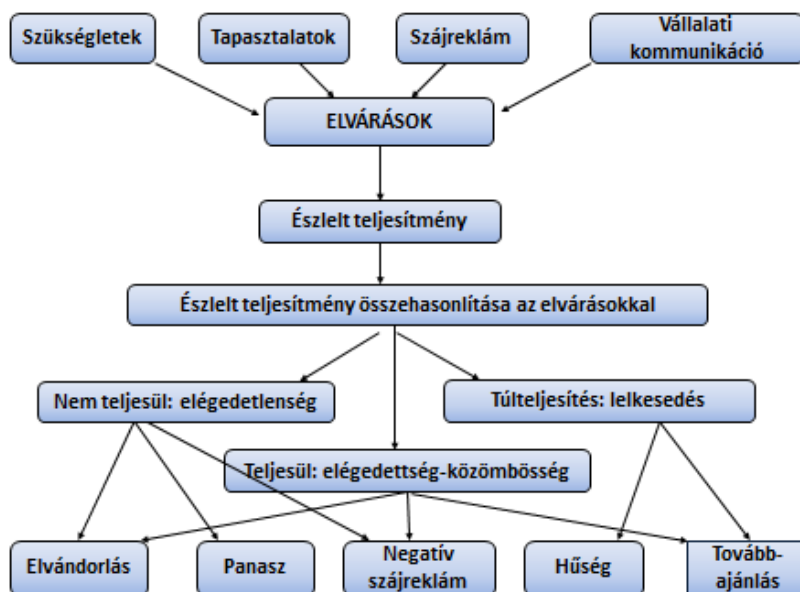 Szükségletek
Tapasztalatok
Szájreklám
Vállalati
kommunikáció
ELVÁRÁSOK
Észlelt teljesítmény
Észlelt teljesítmény összehasonlítása az elvárásokkal
Nem teljesül: elégedetlenség
Túlteljesítés: lelkesedés
Teljesül: elégedettség-közömbösség
Elvándorlás
Panasz
Negatív
szájreklám
Hűség
Tovább-
ajánlás